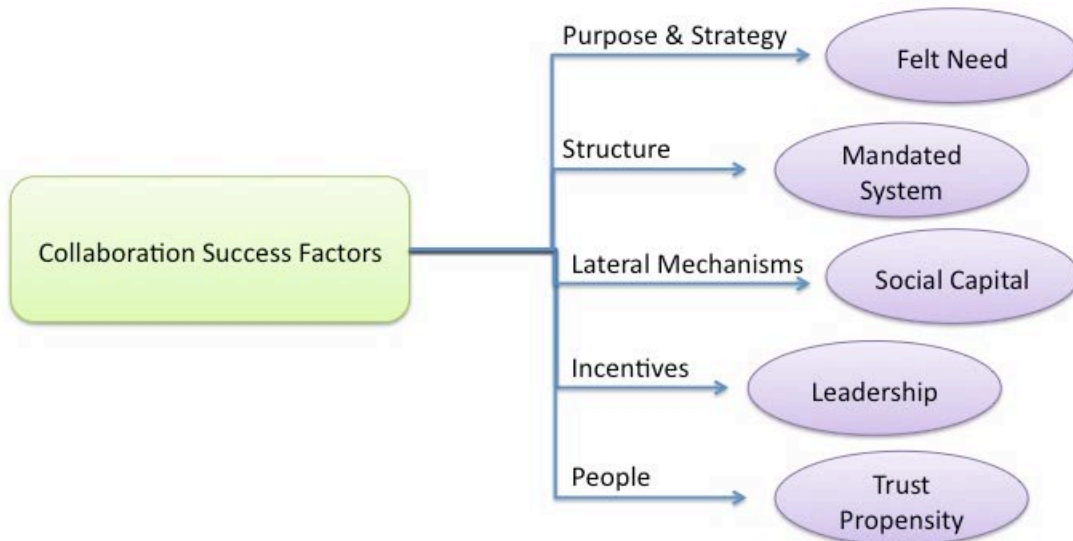 Purpose & Strategy
Felt Need
Structure
Mandated
System
Collaboration Success Factors
Lateral Mechanisms
Social Capital
Incentives
Leadership
People
Trust
Propensity